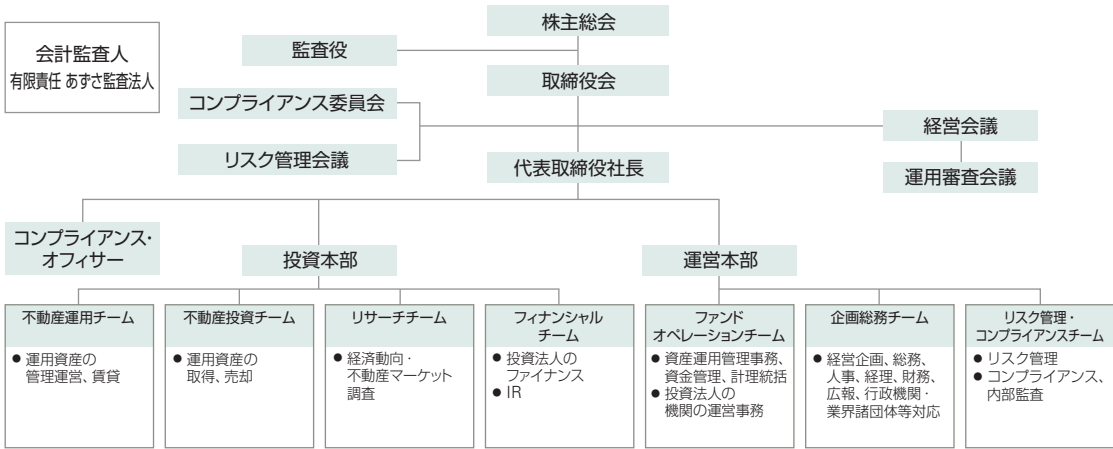 株主総会
会計監査人
有限責任 あずさ監査法人
監査役
取締役会
コンプライアンス委員会
経営会議
リスク管理会議
代表取締役社長
運用審査会議
コンプライアンス・
オフィサー
投資本部
運営本部
不動産運用チーム
● 運用資産の
管理運営、賃貸
不動産投資チーム
● 運用資産の
取得、売却
リサーチチーム
● 経済動向・
不動産マーケット
調査
フィナンシャル
チーム
● 投資法人の
ファイナンス
● IR
ファンド
オペレーションチーム
● 資産運用管理事務、
資金管理、計理統括
● 投資法人の
機関の運営事務
企画総務チーム
● 経営企画、総務、
人事、経理、財務、
広報、行政機関・
業界諸団体等対応
リスク管理・
コンプライアンスチーム
● リスク管理
● コンプライアンス、
内部監査